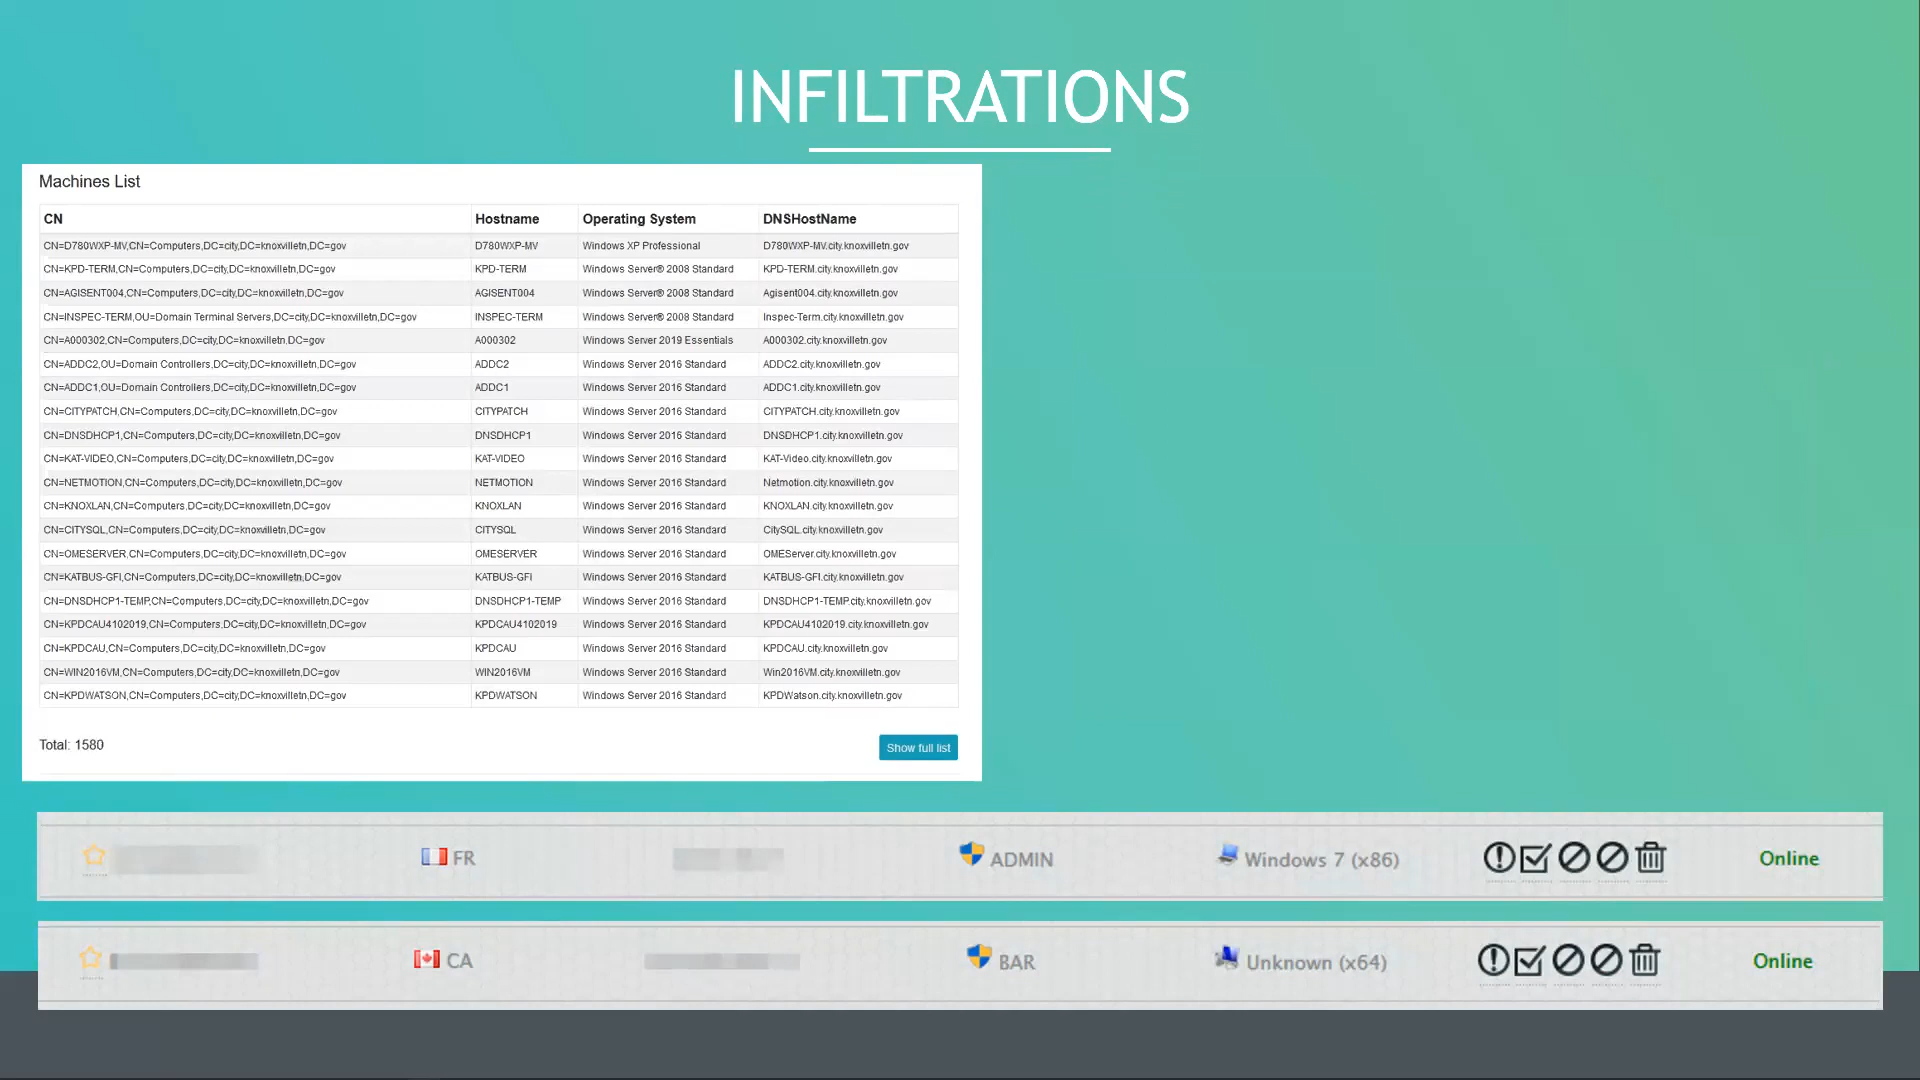 INFILTRATIONS
Machines List
CN Hostname Operating System DNSHostName
CN=D780WXP-MV,CN=Computers,DC=city,DC=knoxvilletn,DC=gov D780WXP-MV Windows XP Professional D780WXP-MV.city.knoxvilletn.gov
CN=KPD-TERM,CN=Computers,DC=city,DC=knoxvilletn,DC=gov KPD-TERM Windows Server® 2008 Standard KPD-TERM.city.knoxvilletn.gov
CN=AGISENT004,CN=Computers,DC=city,DC=knoxvilletn,DC=gov AGISENT004 Windows Server® 2008 Standard Agisent004.city.knoxvilletn.gov
CN=INSPEC-TERM,OU=Domain Terminal Servers,DC=city,DC=knoxvilletn,DC=gov INSPEC-TERM Windows Server® 2008 Standard Inspec-Term.city.knoxvilletn.gov
CN=A000302,CN=Computers,DC=city,DC=knoxvilletn,DC=gov A000302 Windows Server 2019 Essentials A000302.city.knoxvilletn.gov
CN=ADDC2,OU=Domain Controllers,DC=city,DC=knoxvilletn,DC=gov ADDC2 Windows Server 2016 Standard ADDC2.city.knoxvilletn.gov
CN=ADDC1,OU=Domain Controllers,DC=city,DC=knoxvilletn,DC=gov ADDC1 Windows Server 2016 Standard ADDC1.city.knoxvilletn.gov
CN=CITYPATCH,CN=Computers,DC=city,DC=knoxvilletn,DC=gov CITYPATCH Windows Server 2016 Standard CITYPATCH.city.knoxvilletn.gov
CN=DNSDHCP1,CN=Computers,DC=city,DC=knoxvilletn,DC=gov DNSDHCP1 Windows Server 2016 Standard DNSDHCP1.city.knoxvilletn.gov
CN=KAT-VIDEO,CN=Computers,DC=city,DC=knoxvilletn,DC=gov KAT-VIDEO Windows Server 2016 Standard KAT-Video.city.knoxvilletn.gov
CN=NETMOTION,CN=Computers,DC=city,DC=knoxvilletn,DC=gov NETMOTION Windows Server 2016 Standard Netmotion.city.knoxvilletn.gov
CN=KNOXLAN,CN=Computers,DC=city,DC=knoxvilletn,DC=gov KNOXLAN Windows Server 2016 Standard KNOXLAN.city.knoxvilletn.gov
CN=CITYSQL,CN=Computers,DC=city,DC=knoxvilletn,DC=gov CITYSQL Windows Server 2016 Standard CitySQL.city.knoxvilletn.gov
CN=OMESERVER,CN=Computers,DC=city,DC=knoxvilletn,DC=gov OMESERVER Windows Server 2016 Standard OMEServer.city.knoxvilletn.gov
CN=KATBUS-GFI,CN=Computers,DC=city,DC=knoxvilletn,DC=gov KATBUS-GFI Windows Server 2016 Standard KATBUS-GFI.city.knoxvilletn.gov
CN=DNSDHCP1-TEMP,CN=Computers,DC=city,DC=knoxvilletn,DC=gov DNSDHCP1-TEMP Windows Server 2016 Standard DNSDHCP1-TEMP.city.knoxvilletn.gov
CN=KPDCAU4102019,CN=Computers,DC=city,DC=knoxvilletn,DC=gov KPDCAU4102019 Windows Server 2016 Standard KPDCAU4102019.city.knoxvilletn.gov
CN=KPDCAU,CN=Computers,DC=city,DC=knoxvilletn,DC=gov KPDCAU Windows Server 2016 Standard KPDCAU.city.knoxvilletn.gov
CN=WIN2016VM,CN=Computers,DC=city,DC=knoxvilletn,DC=gov WIN2016VM Windows Server 2016 Standard Win2016VM.city.knoxvilletn.gov
CN=KPDWATSON,CN=Computers,DC=city,DC=knoxvilletn,DC=gov KPDWATSON Windows Server 2016 Standard KPDWatson.city.knoxvilletn.gov
Total: 1580 Show full list
FR ADMIN Windows 7 (x86) Online
CA BAR Unknown (x64) Online